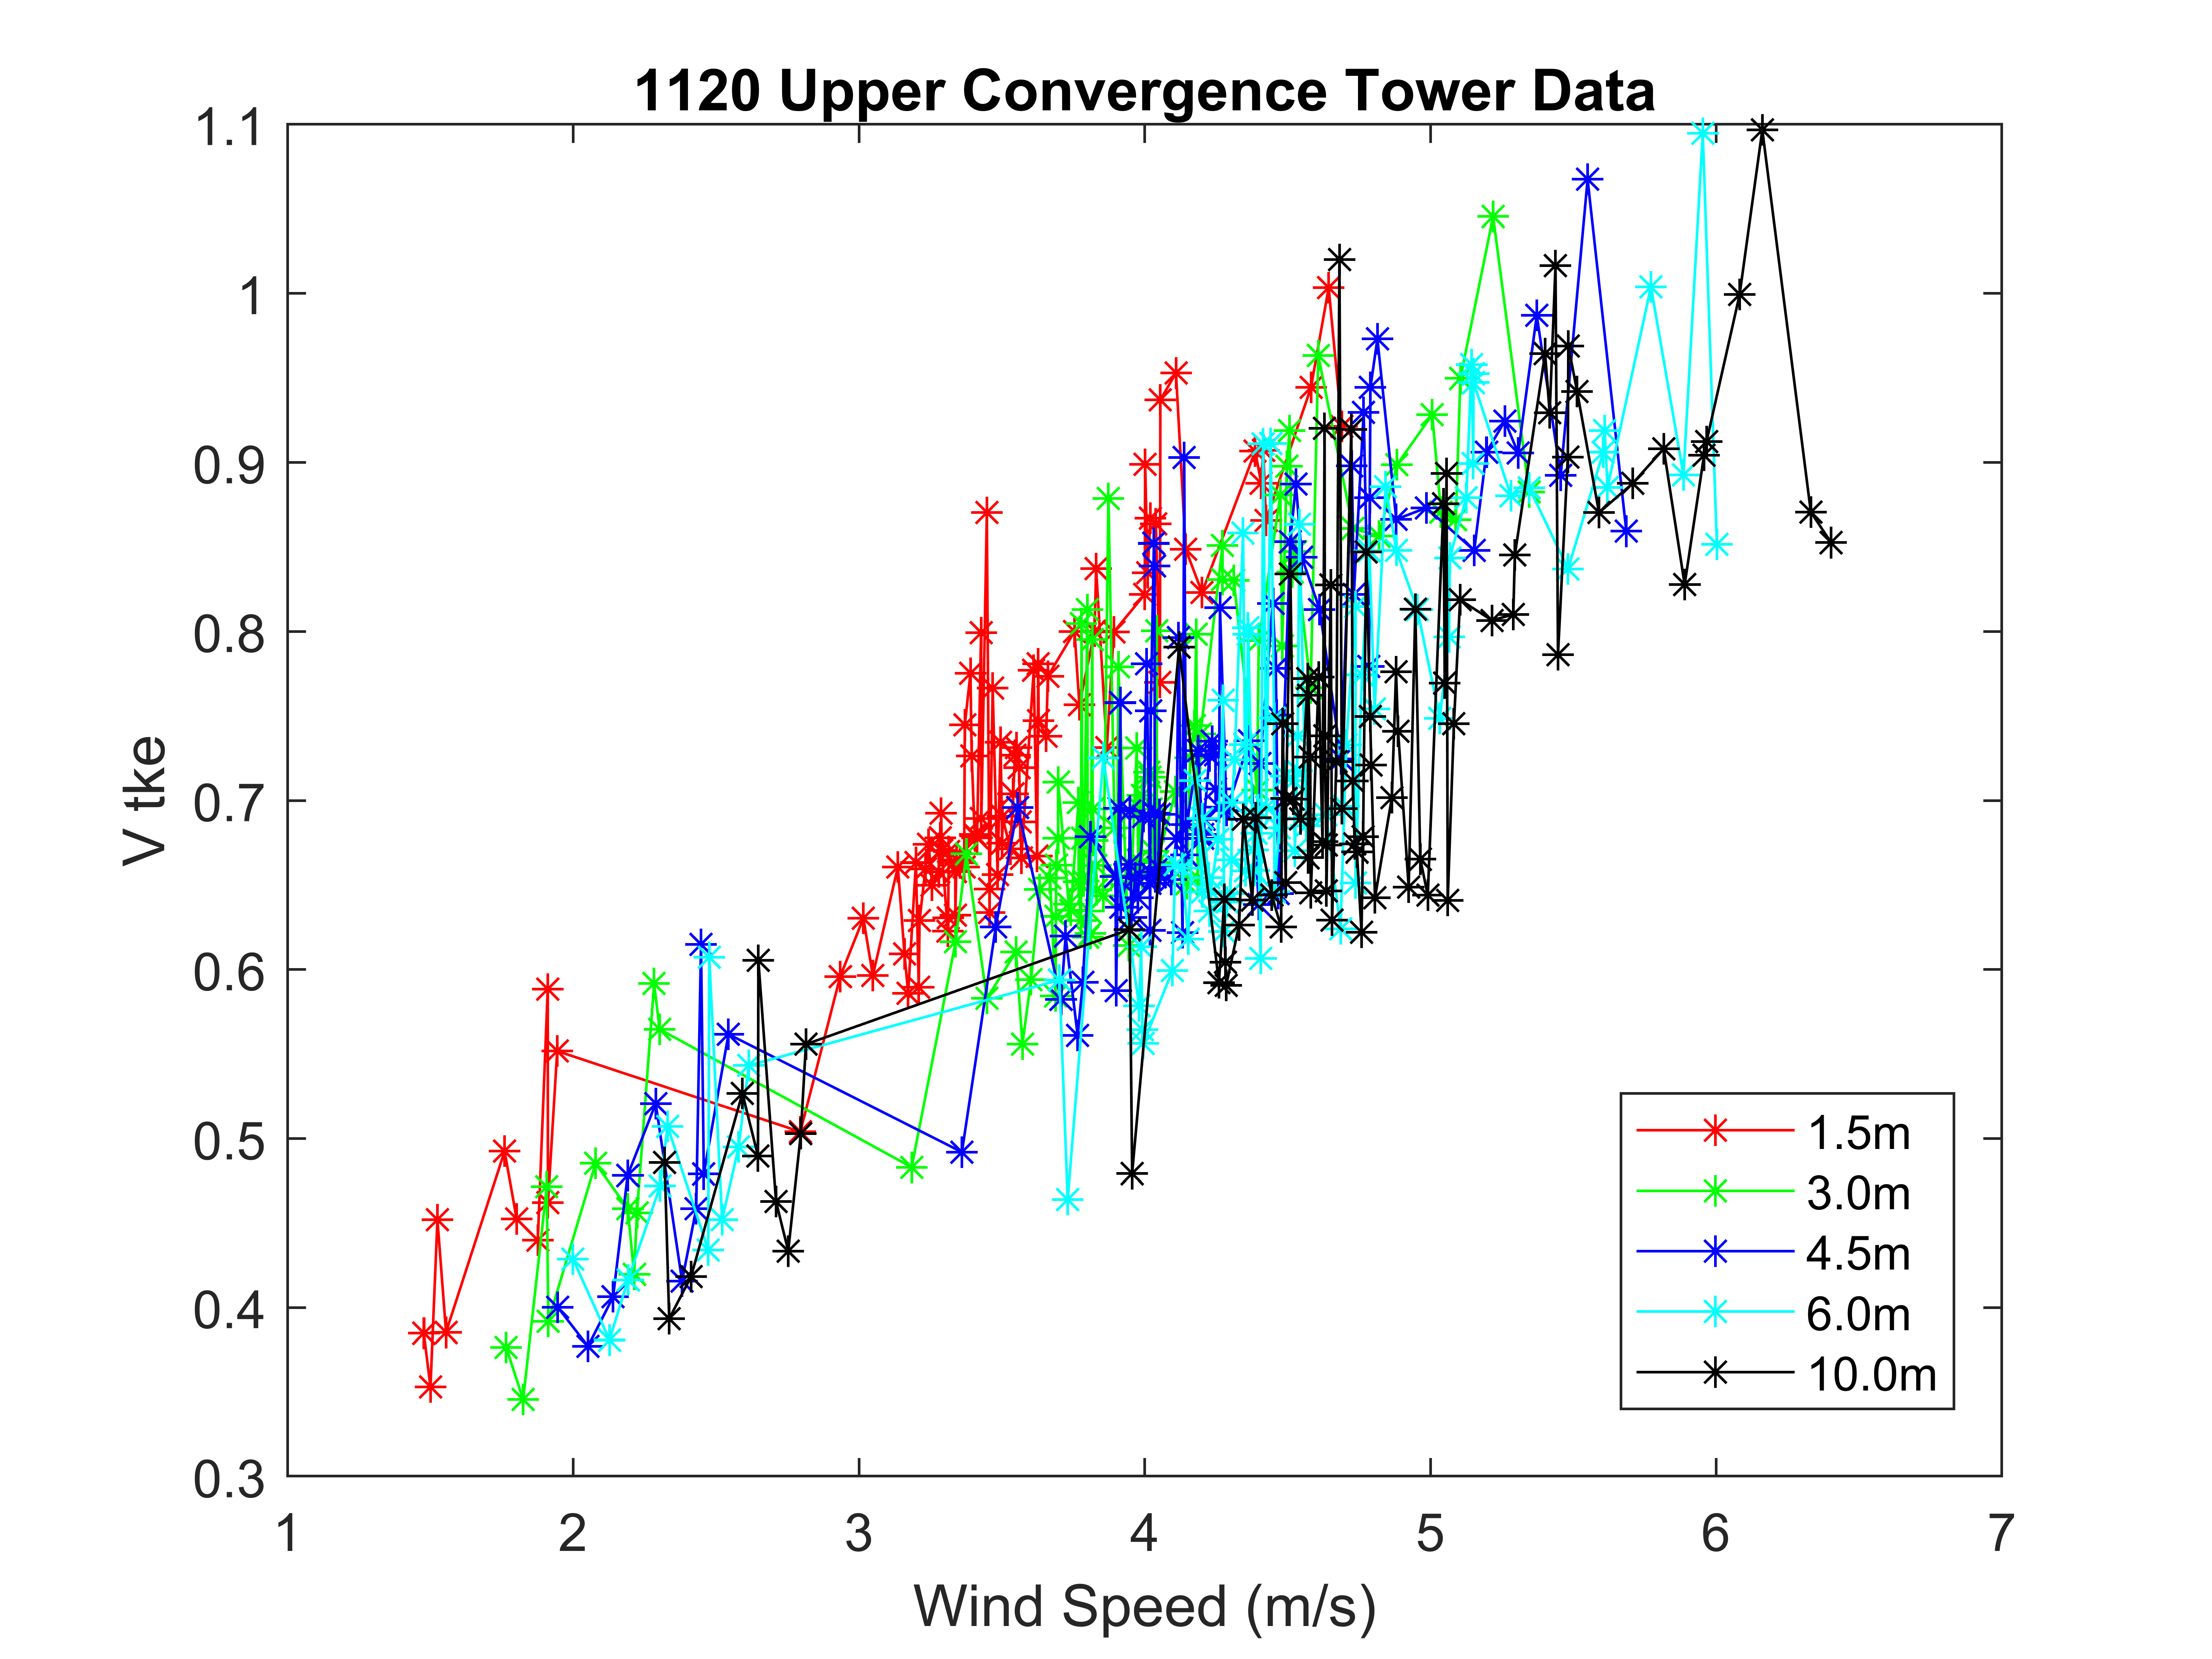 1120 Upper Convergence Tower Data
1.1
1
0.9
0.8
0.7
0.6
0.5
0.4
0.3
V tke
1 2 3 4 5 6 7
Wind Speed (m/s)
1.5m
3.0m
4.5m
6.0m
10.0m